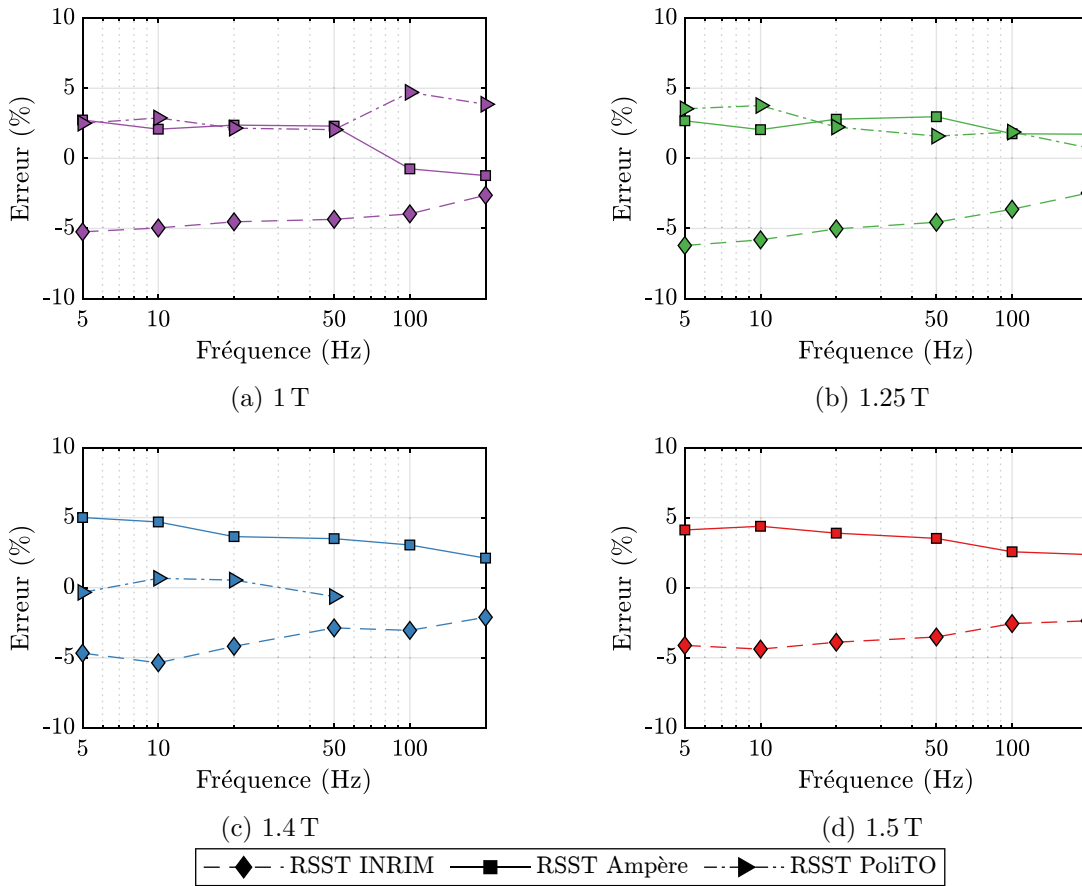 10
5
0
-5
-10
Erreur (%)
5 10 50 100
Fréquence (Hz)
(a) 1 T
10
5
0
-5
-10
Erreur (%)
5 10 50 100
Fréquence (Hz)
(b) 1.25 T
10
5
0
-5
-10
Erreur (%)
5 10 50 100
Fréquence (Hz)
(c) 1.4 T
10
5
0
-5
-10
Erreur (%)
5 10 50 100
Fréquence (Hz)
(d) 1.5 T
RSST INRIM RSST Ampère RSST PoliTO